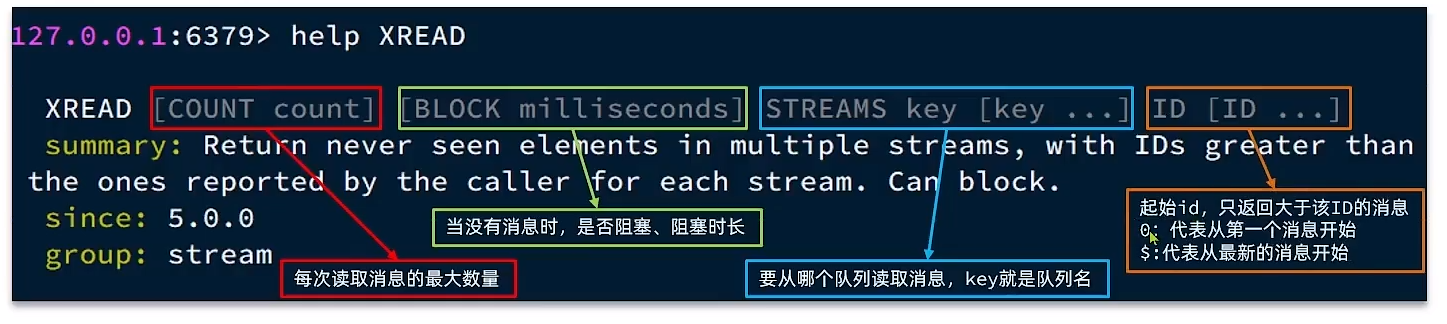 127.0.0.1:6379> help XREAD
XREAD [COUNT count] [BLOCK milliseconds] STREAMS key [key ...] ID [ID ...]
summary: Return never seen elements in multiple streams, with IDs greater than
the ones reported by the caller for each stream. Can block.
since: 5.0.0
group: stream
每次读取消息的最大数量
当没有消息时，是否阻塞、阻塞时长
要从哪个队列读取消息，key就是队列名
起始id，只返回大于该ID的消息
0：代表从第一个消息开始
$:代表从最新的消息开始